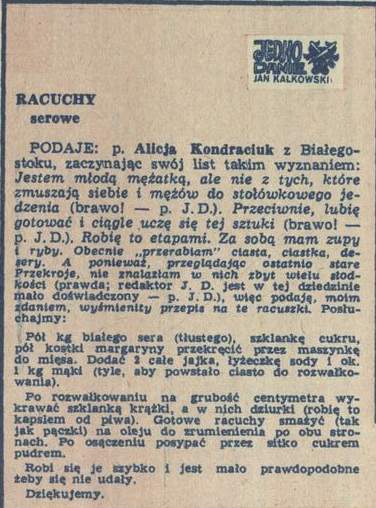 JEDNO
DANIE
JAN KALKOWSKI
RACUCHY
serowe
PODAJE: p. Alicja Kondraciuk z Białego-
stoku, zaczynając swój list takim wyznaniem:
Jestem młodą mężatką, ale nie z tych, które
zmuszają siebie i mężów do stołówkowego je-
dzenia (brawo! — p. J.D.). Przeciwnie, lubię
gotować i ciągle uczę się tej sztuki (brawo! —
p. J.D.). Robię to etapami. Za sobą mam zupy
i ryby. Obecnie „przerabiam" ciasta, ciastka, de-
sery. A ponieważ, przeglądając ostatnio stare
Przekroje, nie znalazłam w nich zbyt wielu słod-
kości (prawda; redaktor J. D. jest w tej dziedzinie
mało doświadczony — p. J.D.), więc podaję, moim
zdaniem, wyśmienity przepis na te racuszki. Posłu-
chajmy:
Pół kg białego sera (tłustego), szklankę cukru,
pół kostki margaryny przekręcić przez maszynkę
do mięsa. Dodać 2 całe jajka, łyżeczkę sody i ok.
1 kg mąki (tyle, aby powstało ciasto do rozwałko-
wania).
Po rozwałkowaniu na grubość centymetra wy-
krawać szklanką krążki, a w nich dziurki (robię to
kapslem od piwa). Gotowe racuchy smażyć (tak
jak pączki) na oleju do zrumienienia po obu stro-
nach. Po osączeniu posypać przez sitko cukrem
pudrem.
Robi się je szybko i jest mało prawdopodobne
żeby się nie udały.
Dziękujemy.